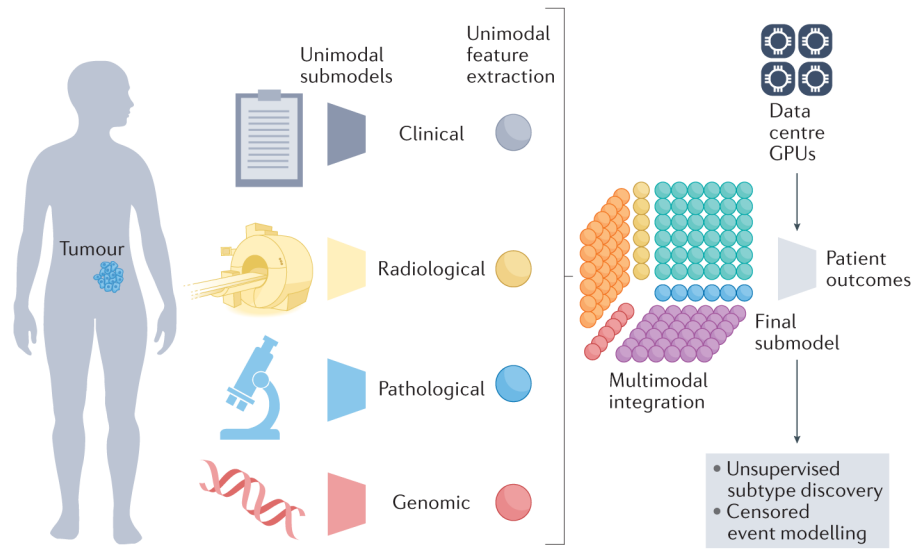 Tumour
Unimodal
submodels
Unimodal
feature
extraction
Clinical
Radiological
Pathological
Genomic
Multimodal
integration
Data
centre
GPUs
Patient
outcomes
Final
submodel
• Unsupervised
subtype discovery
• Censored
event modelling